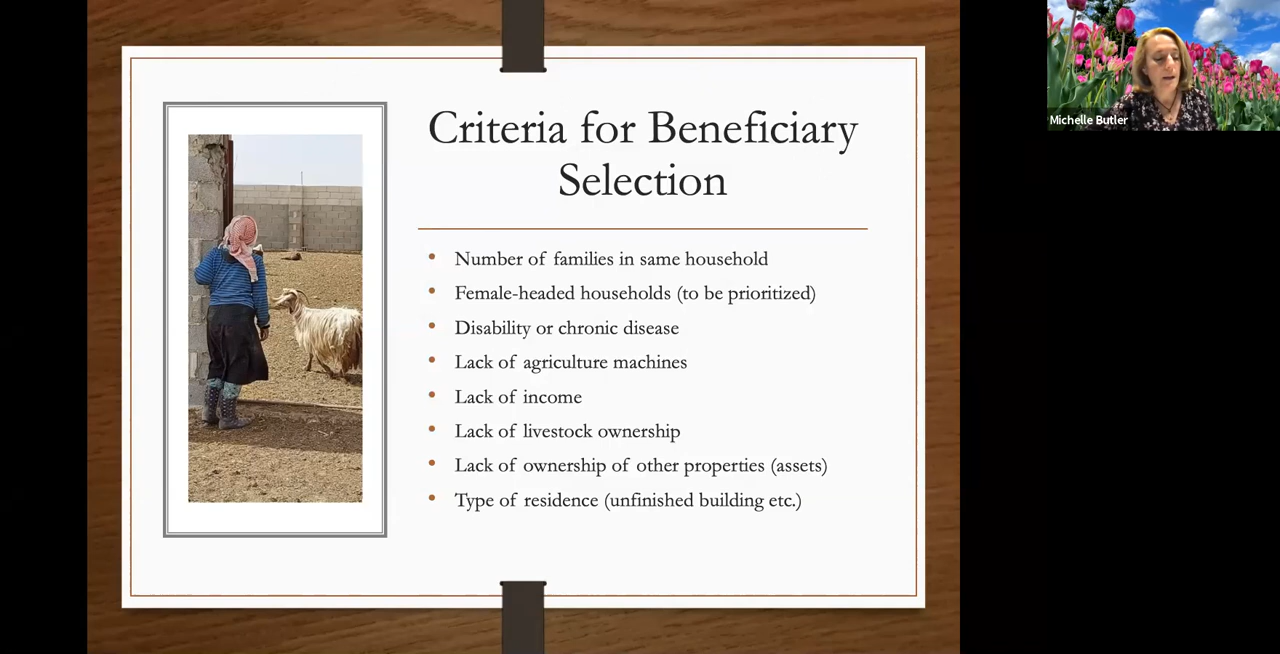 Criteria for Beneficiary
Selection
• Number of families in same household
• Female-headed households (to be prioritized)
• Disability or chronic disease
• Lack of agriculture machines
• Lack of income
• Lack of livestock ownership
• Lack of ownership of other properties (assets)
• Type of residence (unfinished building etc.)
Michelle Butler